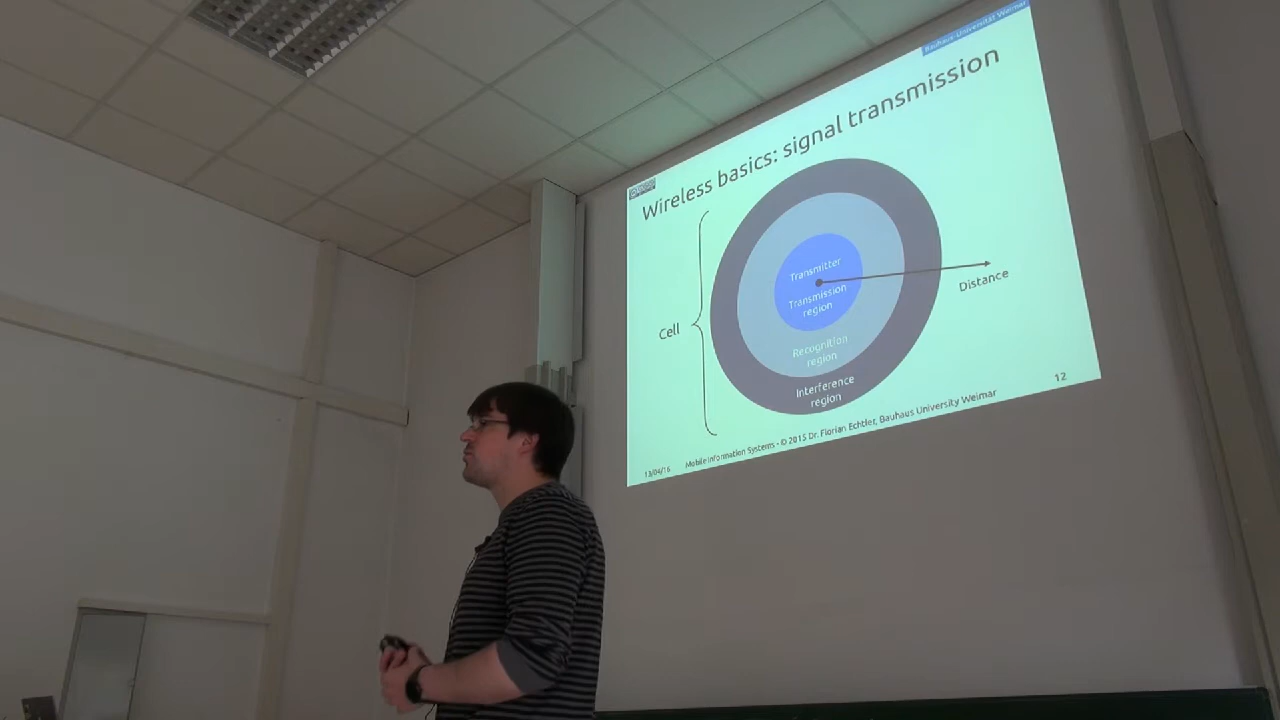 Bauhaus-Universität Weimar
Wireless basics: signal transmission
Transmitter
Transmission
region
Distance
Cell
Recognition
region
Interference
region
12
13/04/16
Mobile Information Systems - © 2015 Dr. Florian Echtler, Bauhaus University Weimar